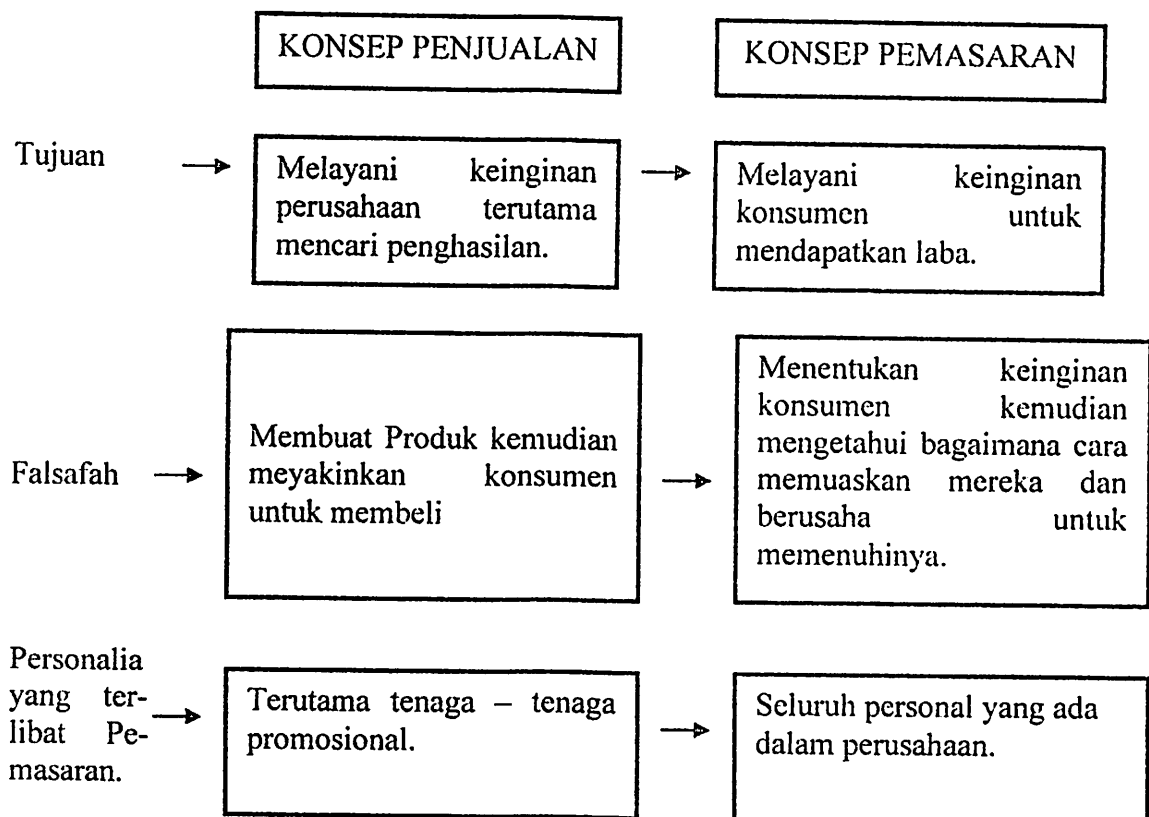 KONSEP PENJUALAN
KONSEP PEMASARAN
Tujuan
Melayani keinginan
perusahaan terutama
mencari penghasilan.
Melayani keinginan
konsumen untuk
mendapatkan laba.
Falsafah
Membuat Produk kemudian
meyakinkan konsumen
untuk membeli
Menentukan keinginan
konsumen kemudian
mengetahui bagaimana cara
memuaskan mereka dan
berusaha untuk
memenuhinya.
Personalia
yang ter-
libat Pe-
masaran.
Terutama tenaga – tenaga
promosional.
Seluruh personal yang ada
dalam perusahaan.